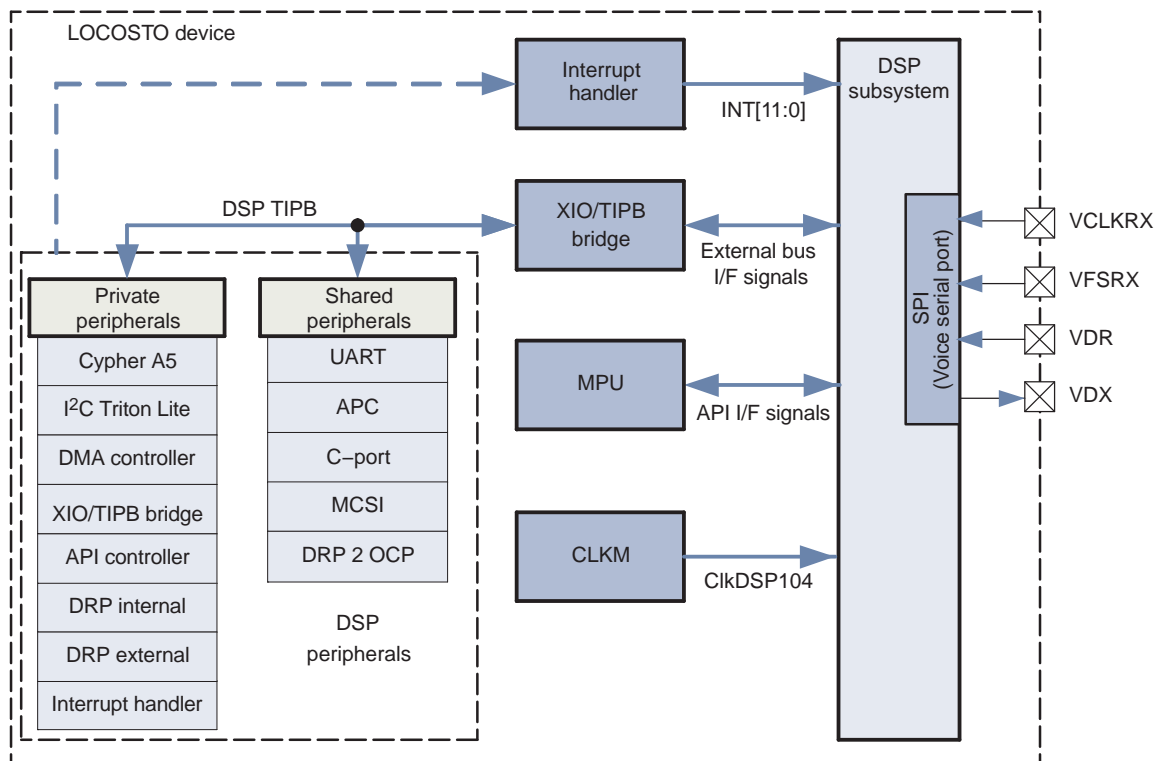 LOCOSTO device
Interrupt
handler
INT[11:0]
DSP
subsystem
DSP TIPB
XIO/TIPB
bridge
External bus
I/F signals
SPI
(Voice serial port)
VCLKRX
VFSRX
VDR
VDX
Private
peripherals
Cypher A5
I²C Triton Lite
DMA controller
XIO/TIPB bridge
API controller
DRP internal
DRP external
Interrupt handler
Shared
peripherals
UART
APC
C−port
MCSI
DRP 2 OCP
DSP
peripherals
MPU
API I/F signals
CLKM
ClkDSP104